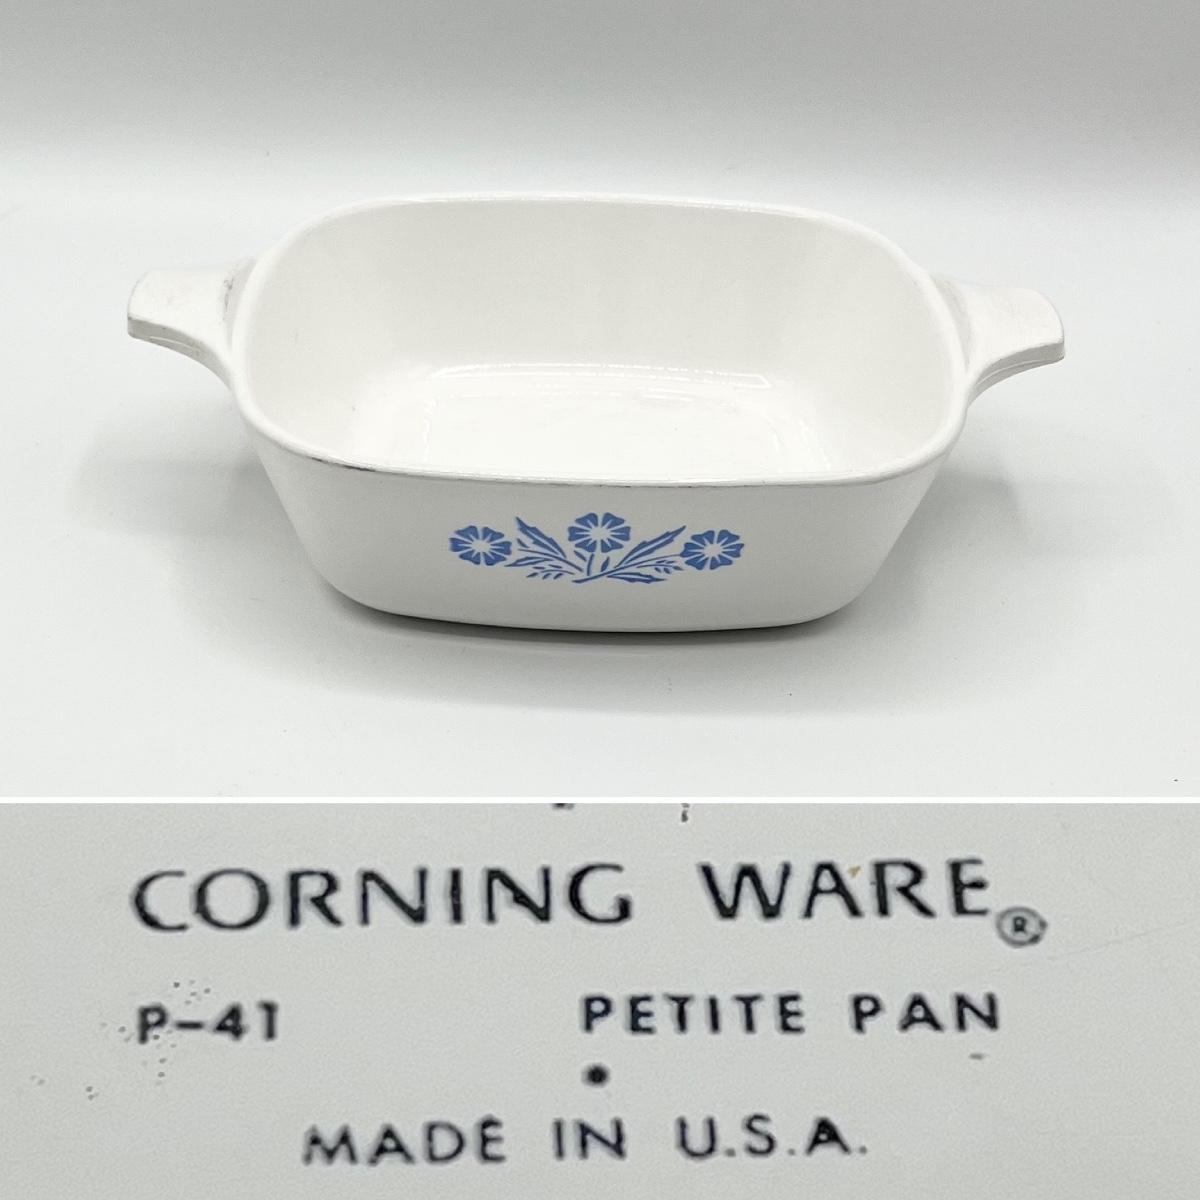 CORNING WARE®
P-41 PETITE PAN
MADE IN U.S.A.